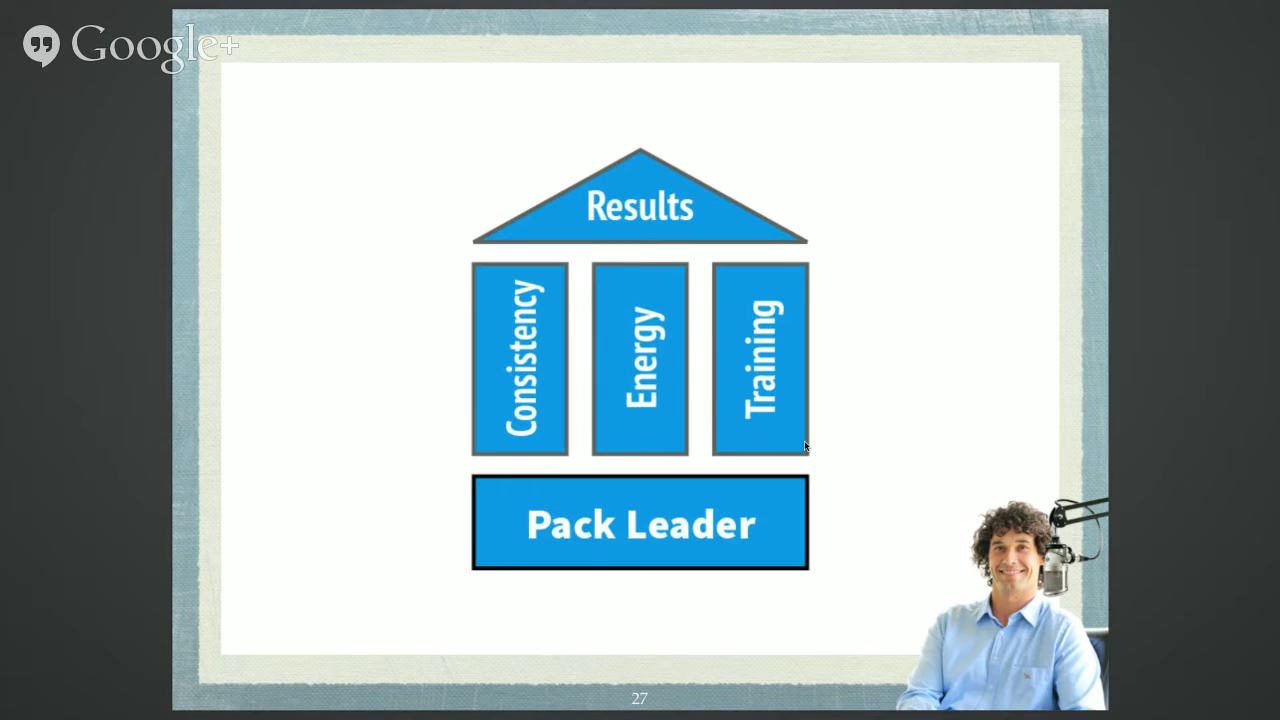 Google+
Results
Consistency
Energy
Training
Pack Leader
27